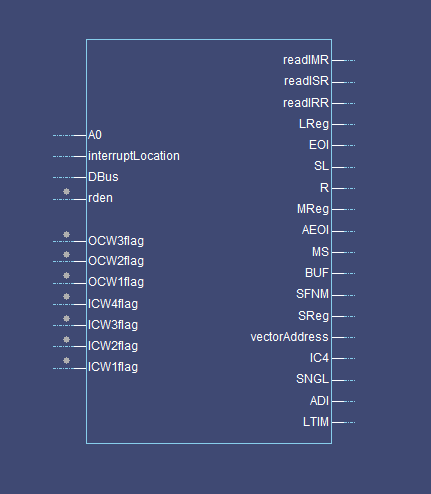 A0
interruptLocation
DBus
rden
OCW3flag
OCW2flag
OCW1flag
ICW4flag
ICW3flag
ICW2flag
ICW1flag
readIMR
readISR
readIRR
LReg
EOI
SL
R
MReg
AEOI
MS
BUF
SFNM
SReg
vectorAddress
IC4
SNGL
ADI
LTIM